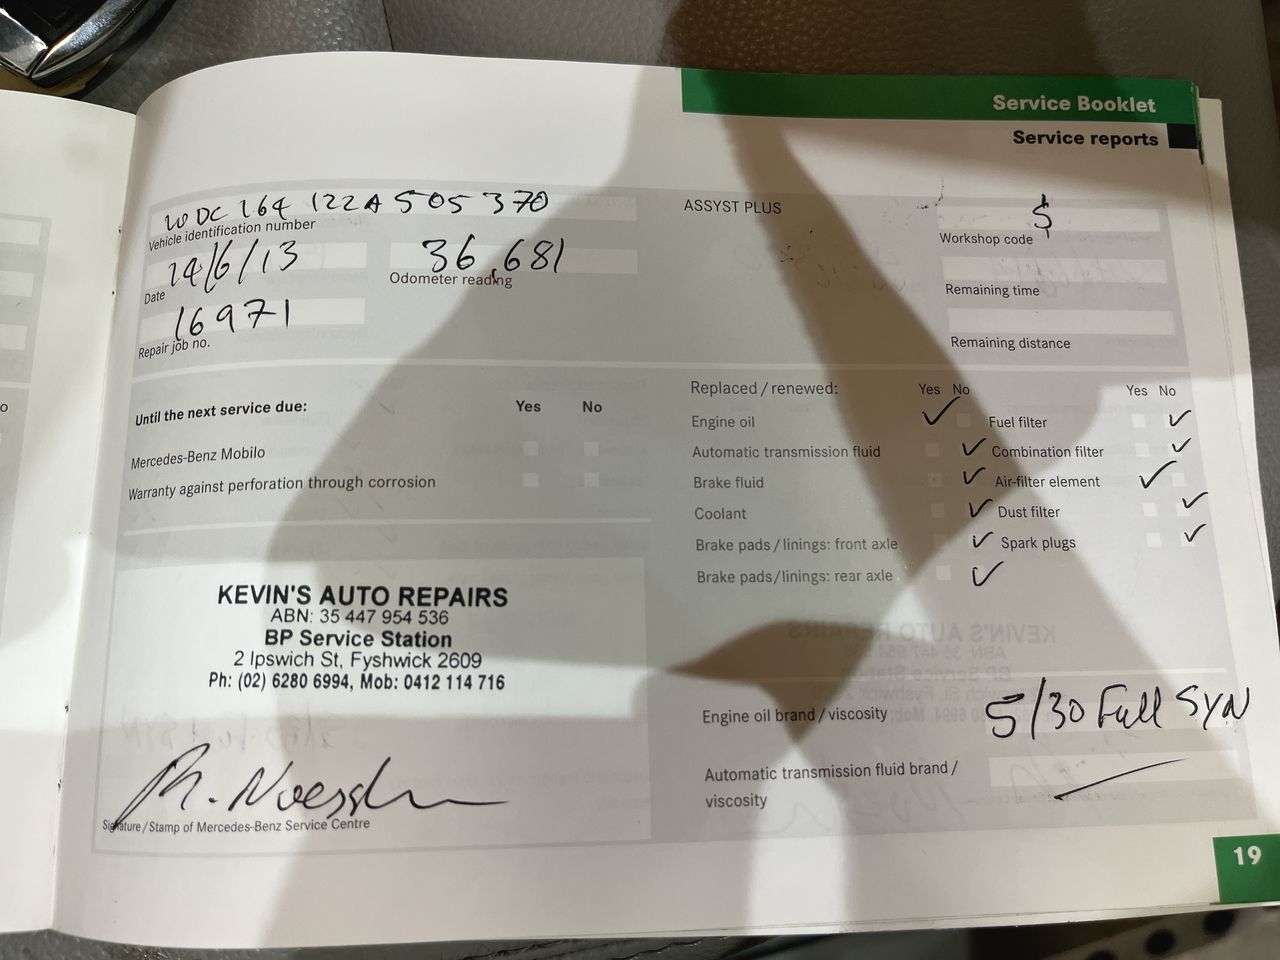 Service Booklet
Service reports
WDC 164 122A 505 370
Vehicle identification number
14/6/13
Date
36,681
Odometer reading
16971
Repair job no.
ASSYST PLUS
$
Workshop code
Remaining time
Remaining distance
Until the next service due: Yes No
Mercedes-Benz Mobilo
Warranty against perforation through corrosion
KEVIN'S AUTO REPAIRS
ABN: 35 447 954 536
BP Service Station
2 Ipswich St, Fyshwick 2609
Ph: (02) 6280 6994, Mob: 0412 114 716
Signature/Stamp of Mercedes-Benz Service Centre
Replaced/renewed: Yes No Yes No
Engine oil ✓ Fuel filter ✓
Automatic transmission fluid ✓ Combination filter ✓
Brake fluid ✓ Air-filter element ✓
Coolant ✓ Dust filter ✓
Brake pads/linings: front axle ✓ Spark plugs ✓
Brake pads/linings: rear axle ✓
Engine oil brand/viscosity 5/30 Full SYN
Automatic transmission fluid brand/
viscosity
19